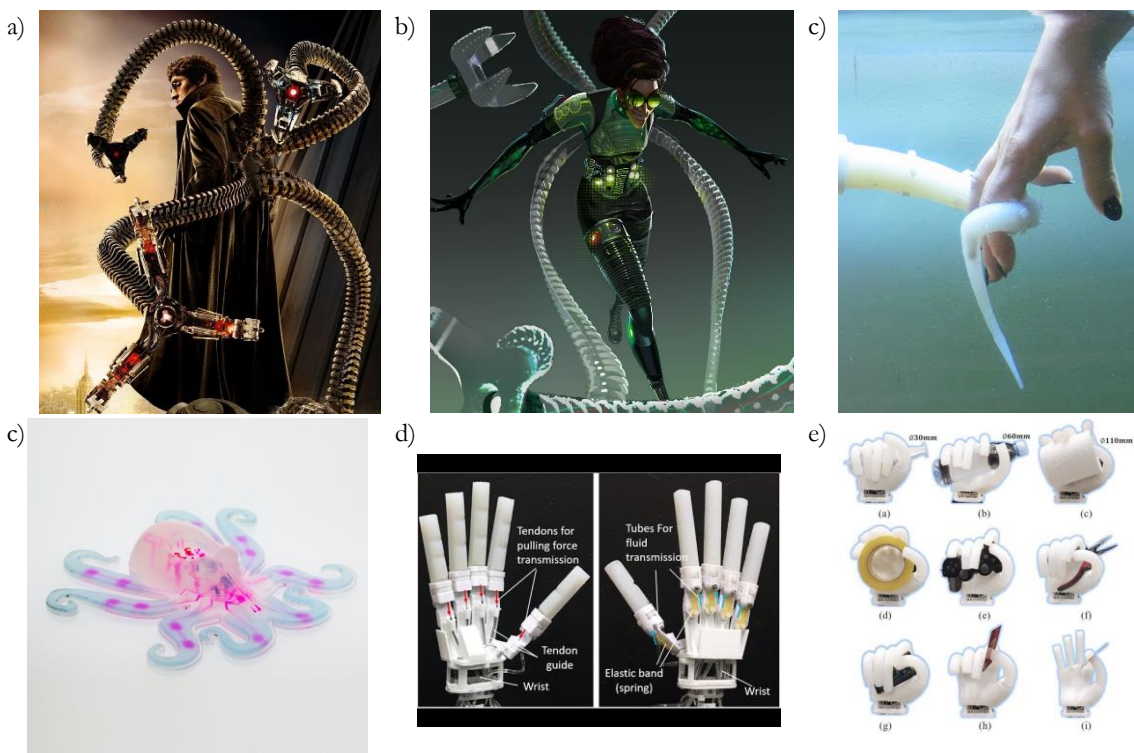 a)
b)
c)
c)
d)
e)
Tendons for
pulling force
transmission
Tendon
guide
Wrist
Tubes For
fluid
transmission
Elastic band
(spring)
Wrist
Ø30mm
Ø60mm
Ø110mm
(a)
(b)
(c)
(d)
(e)
(f)
(g)
(h)
(i)